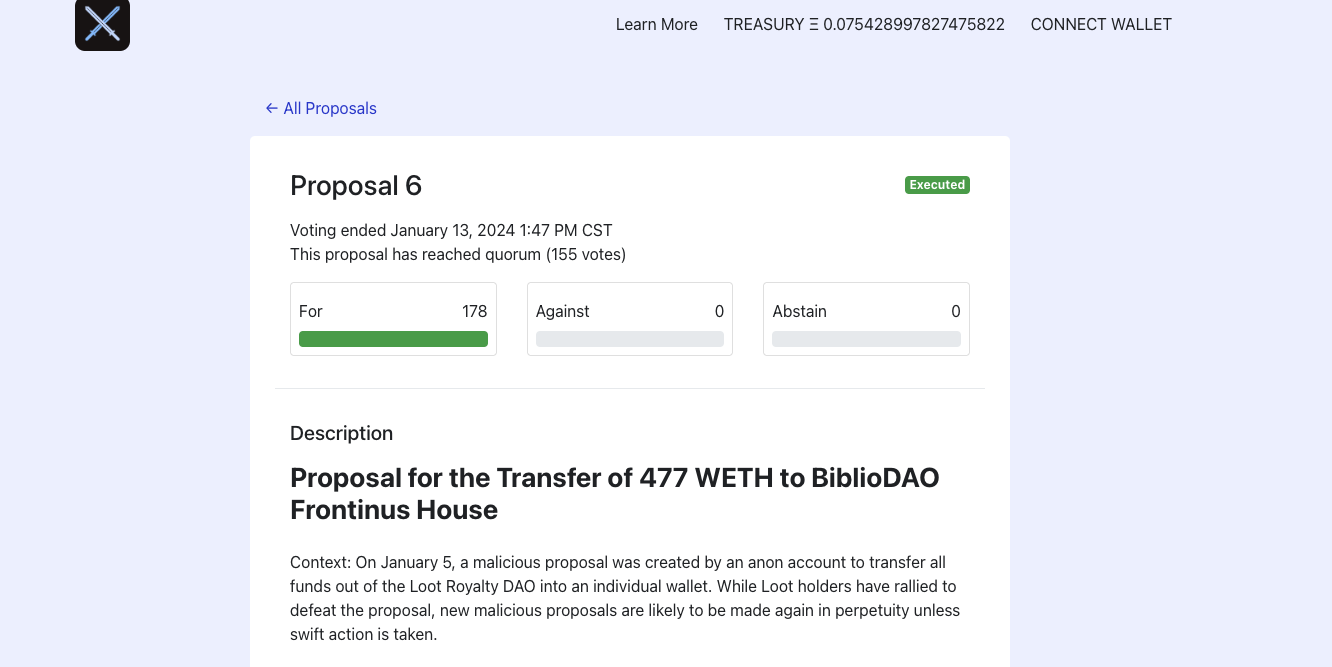 Learn More TREASURY Ξ 0.075428997827475822 CONNECT WALLET
← All Proposals
Proposal 6 Executed
Voting ended January 13, 2024 1:47 PM CST
This proposal has reached quorum (155 votes)
For 178 Against 0 Abstain 0
Description
Proposal for the Transfer of 477 WETH to BiblioDAO
Frontinus House
Context: On January 5, a malicious proposal was created by an anon account to transfer all
funds out of the Loot Royalty DAO into an individual wallet. While Loot holders have rallied to
defeat the proposal, new malicious proposals are likely to be made again in perpetuity unless
swift action is taken.